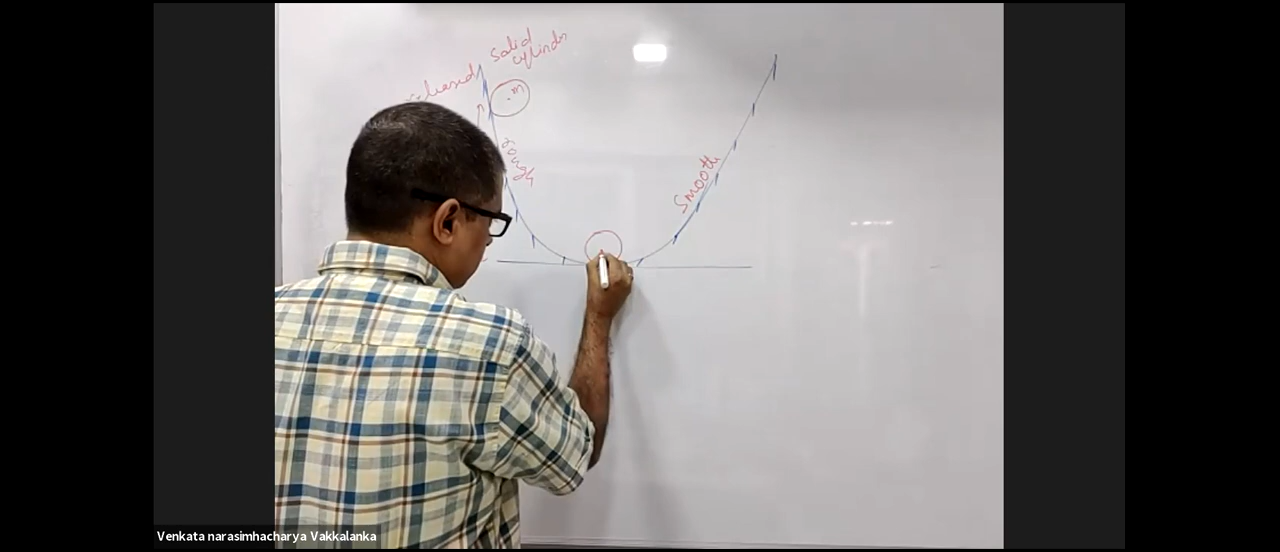 solid
cylinder
m
rough
smooth
Venkata narasimhacharya Vakkalanka